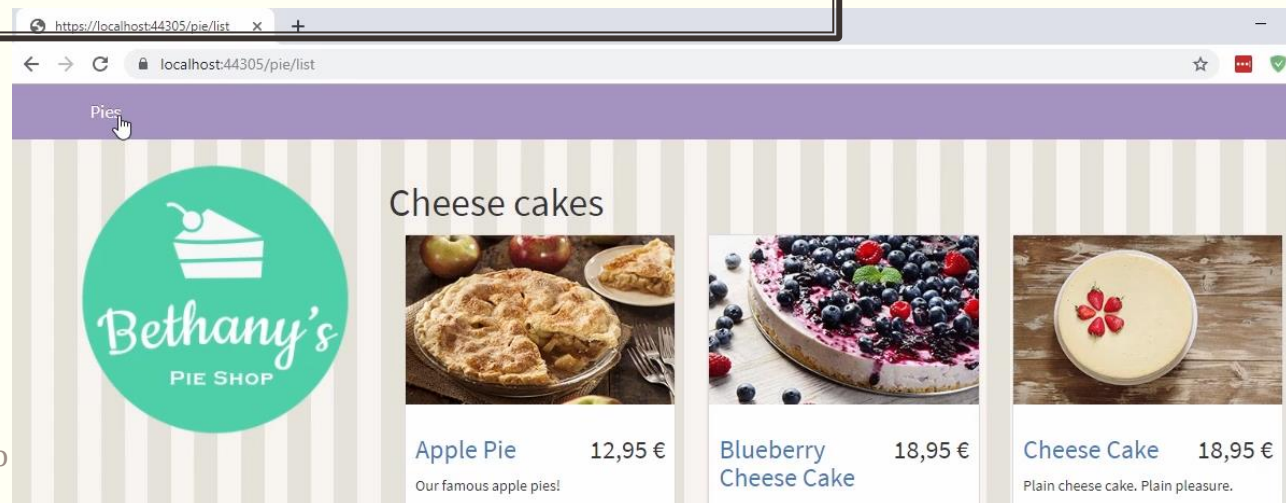 https://localhost:44305/pie/list
localhost:44305/pie/list
Pies
Cheese cakes
Bethany's
PIE SHOP
Apple Pie 12,95 €
Our famous apple pies!
Blueberry
Cheese Cake 18,95 €
Cheese Cake 18,95 €
Plain cheese cake. Plain pleasure.